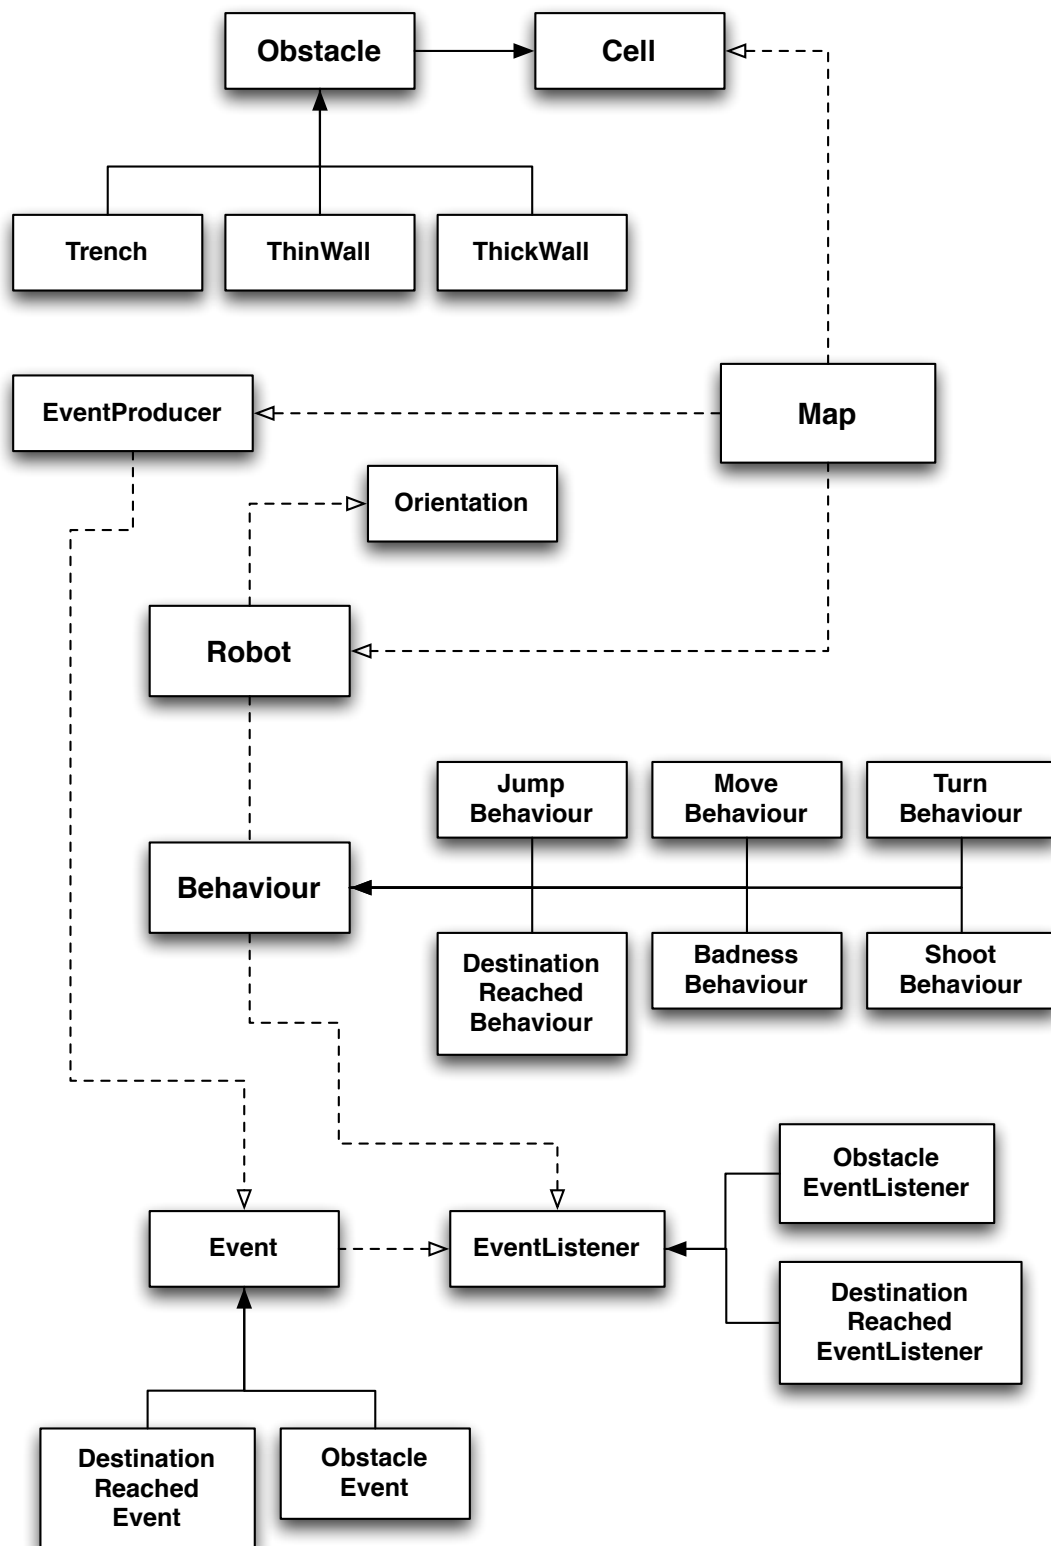 Obstacle
Cell
Trench
ThinWall
ThickWall
EventProducer
Map
Orientation
Robot
Jump
Behaviour
Move
Behaviour
Turn
Behaviour
Behaviour
Destination
Reached
Behaviour
Badness
Behaviour
Shoot
Behaviour
Obstacle
EventListener
Event
EventListener
Destination
Reached
EventListener
Destination
Reached
Event
Obstacle
Event